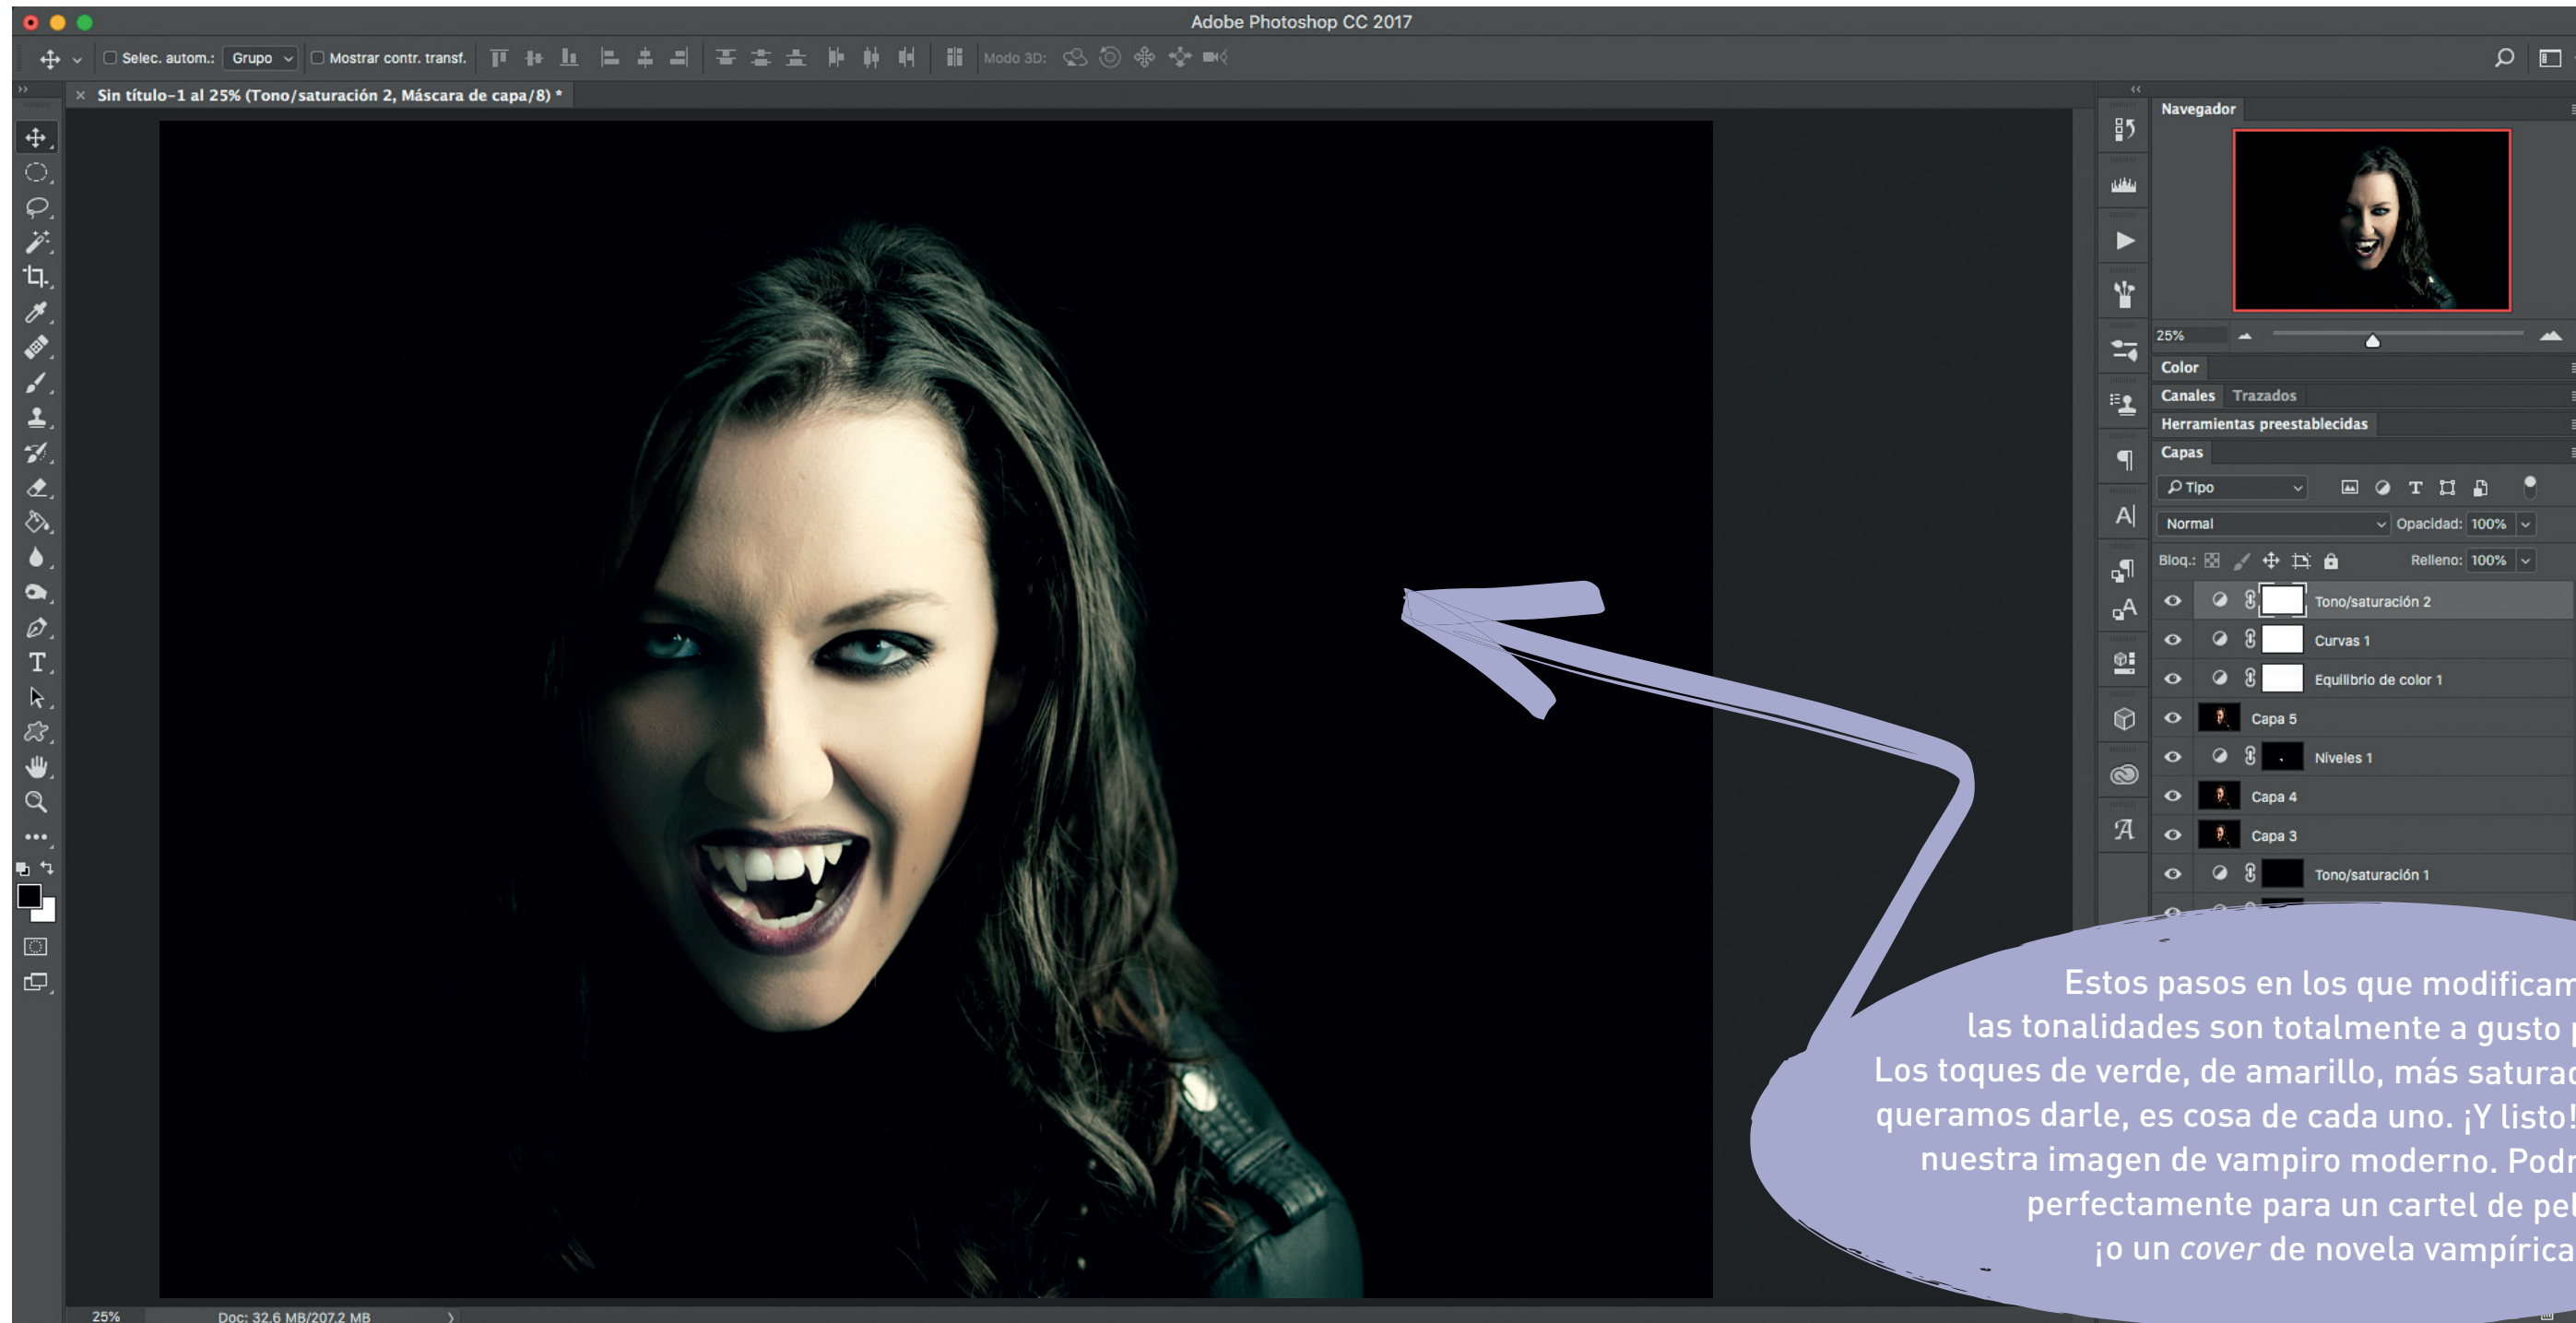 Adobe Photoshop CC 2017
Selec. autom.: Grupo Mostrar contr. transf. Modo 3D:
× Sin título-1 al 25% (Tono/saturación 2, Máscara de capa/8) *
Navegador
25%
Color
Canales Trazados
Herramientas preestablecidas
Capas
Tipo
Normal Opacidad: 100%
Bloq.: Relleno: 100%
Tono/saturación 2
Curvas 1
Equilibrio de color 1
Capa 5
Niveles 1
Capa 4
Capa 3
Tono/saturación 1
Estos pasos en los que
las tonalidades son totalmente a gusto
Los toques de verde, de amarillo, más
queramos darle, es cosa de cada uno. ¡Y listo!
nuestra imagen de vampiro moderno.
perfectamente para un cartel de
¡o un cover de novela vampírica
25% Doc: 32,6 MB/207,2 MB